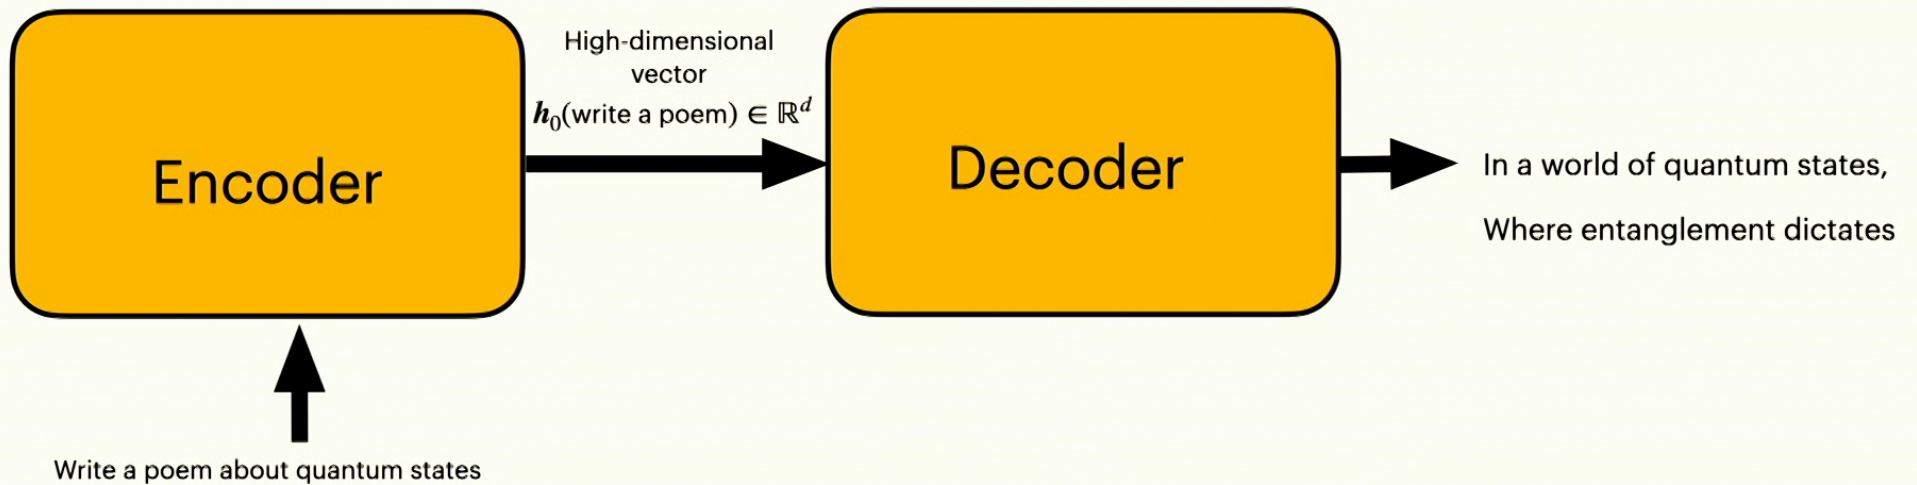 Encoder
High-dimensional
vector
h₀(write a poem) ∈ ℝᵈ
Decoder
In a world of quantum states,
Where entanglement dictates
Write a poem about quantum states